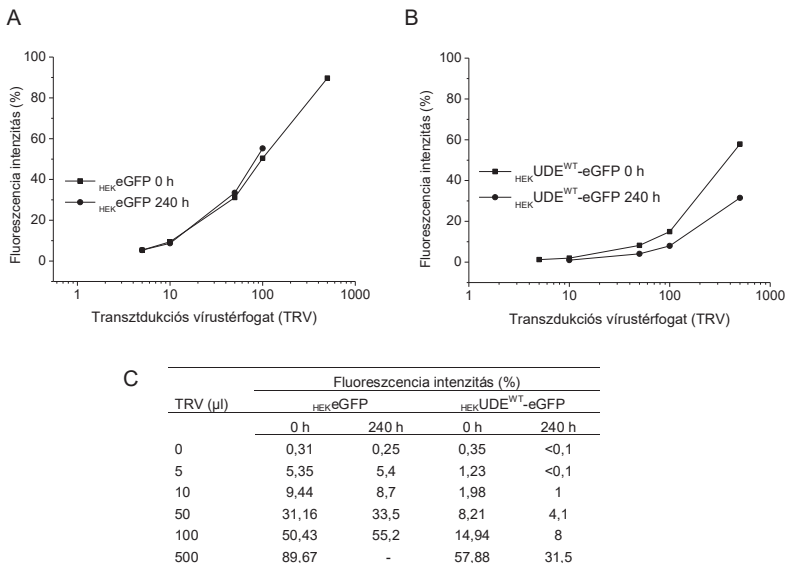 A
Fluoreszcencia intenzitás (%)
100
80
60
40
20
0
HEKeGFP 0 h
HEKeGFP 240 h
1 10 100 1000
Transztdukciós vírustérfogat (TRV)
B
Fluoreszcencia intenzitás (%)
100
80
60
40
20
0
HEKUDEWT-eGFP 0 h
HEKUDEWT-eGFP 240 h
1 10 100 1000
Transztdukciós vírustérfogat (TRV)
C
Fluoreszcencia intenzitás (%)
TRV (µl) HEKeGFP HEKUDEWT-eGFP
0 h 240 h 0 h 240 h
0 0,31 0,25 0,35 <0,1
5 5,35 5,4 1,23 <0,1
10 9,44 8,7 1,98 1
50 31,16 33,5 8,21 4,1
100 50,43 55,2 14,94 8
500 89,67 - 57,88 31,5